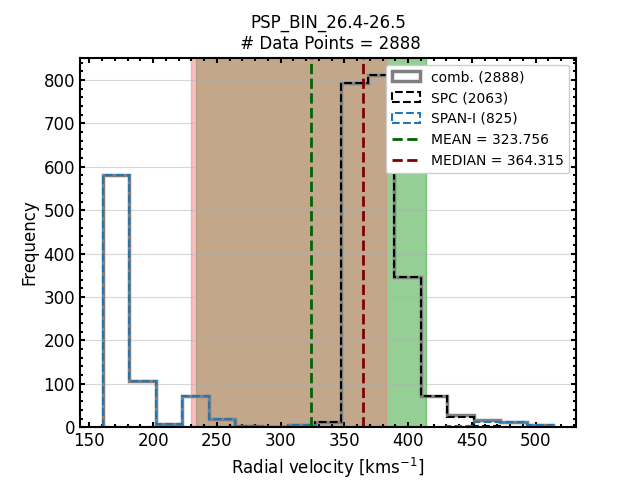 PSP_BIN_26.4-26.5
# Data Points = 2888
comb. (2888)
SPC (2063)
SPAN-I (825)
MEAN = 323.756
MEDIAN = 364.315
Frequency
800
700
600
500
400
300
200
100
0
150 200 250 300 350 400 450 500
Radial velocity [kms⁻¹]